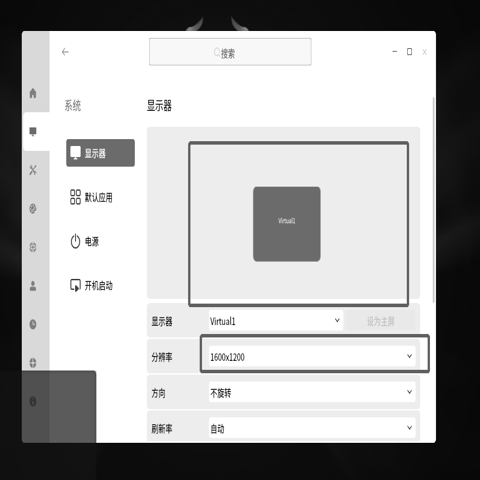 搜索
系统
显示器
显示器
默认应用
电源
开机启动
Virtual1
显示器
Virtual1
设为主屏
分辨率
1600x1200
方向
不旋转
刷新率
自动